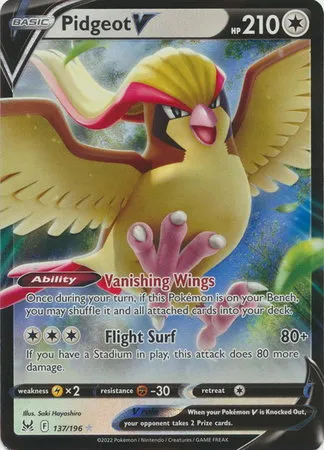 BASIC Pidgeot V HP 210
Ability Vanishing Wings
Once during your turn, if this Pokémon is on your Bench,
you may shuffle it and all attached cards into your deck.
Flight Surf 80+
If you have a Stadium in play, this attack does 80 more
damage.
weakness ×2 resistance -30 retreat
Illus. Saki Hayashiro
V rule When your Pokémon V is Knocked Out,
your opponent takes 2 Prize cards.
F 137/196
©2022 Pokémon / Nintendo / Creatures / GAME FREAK